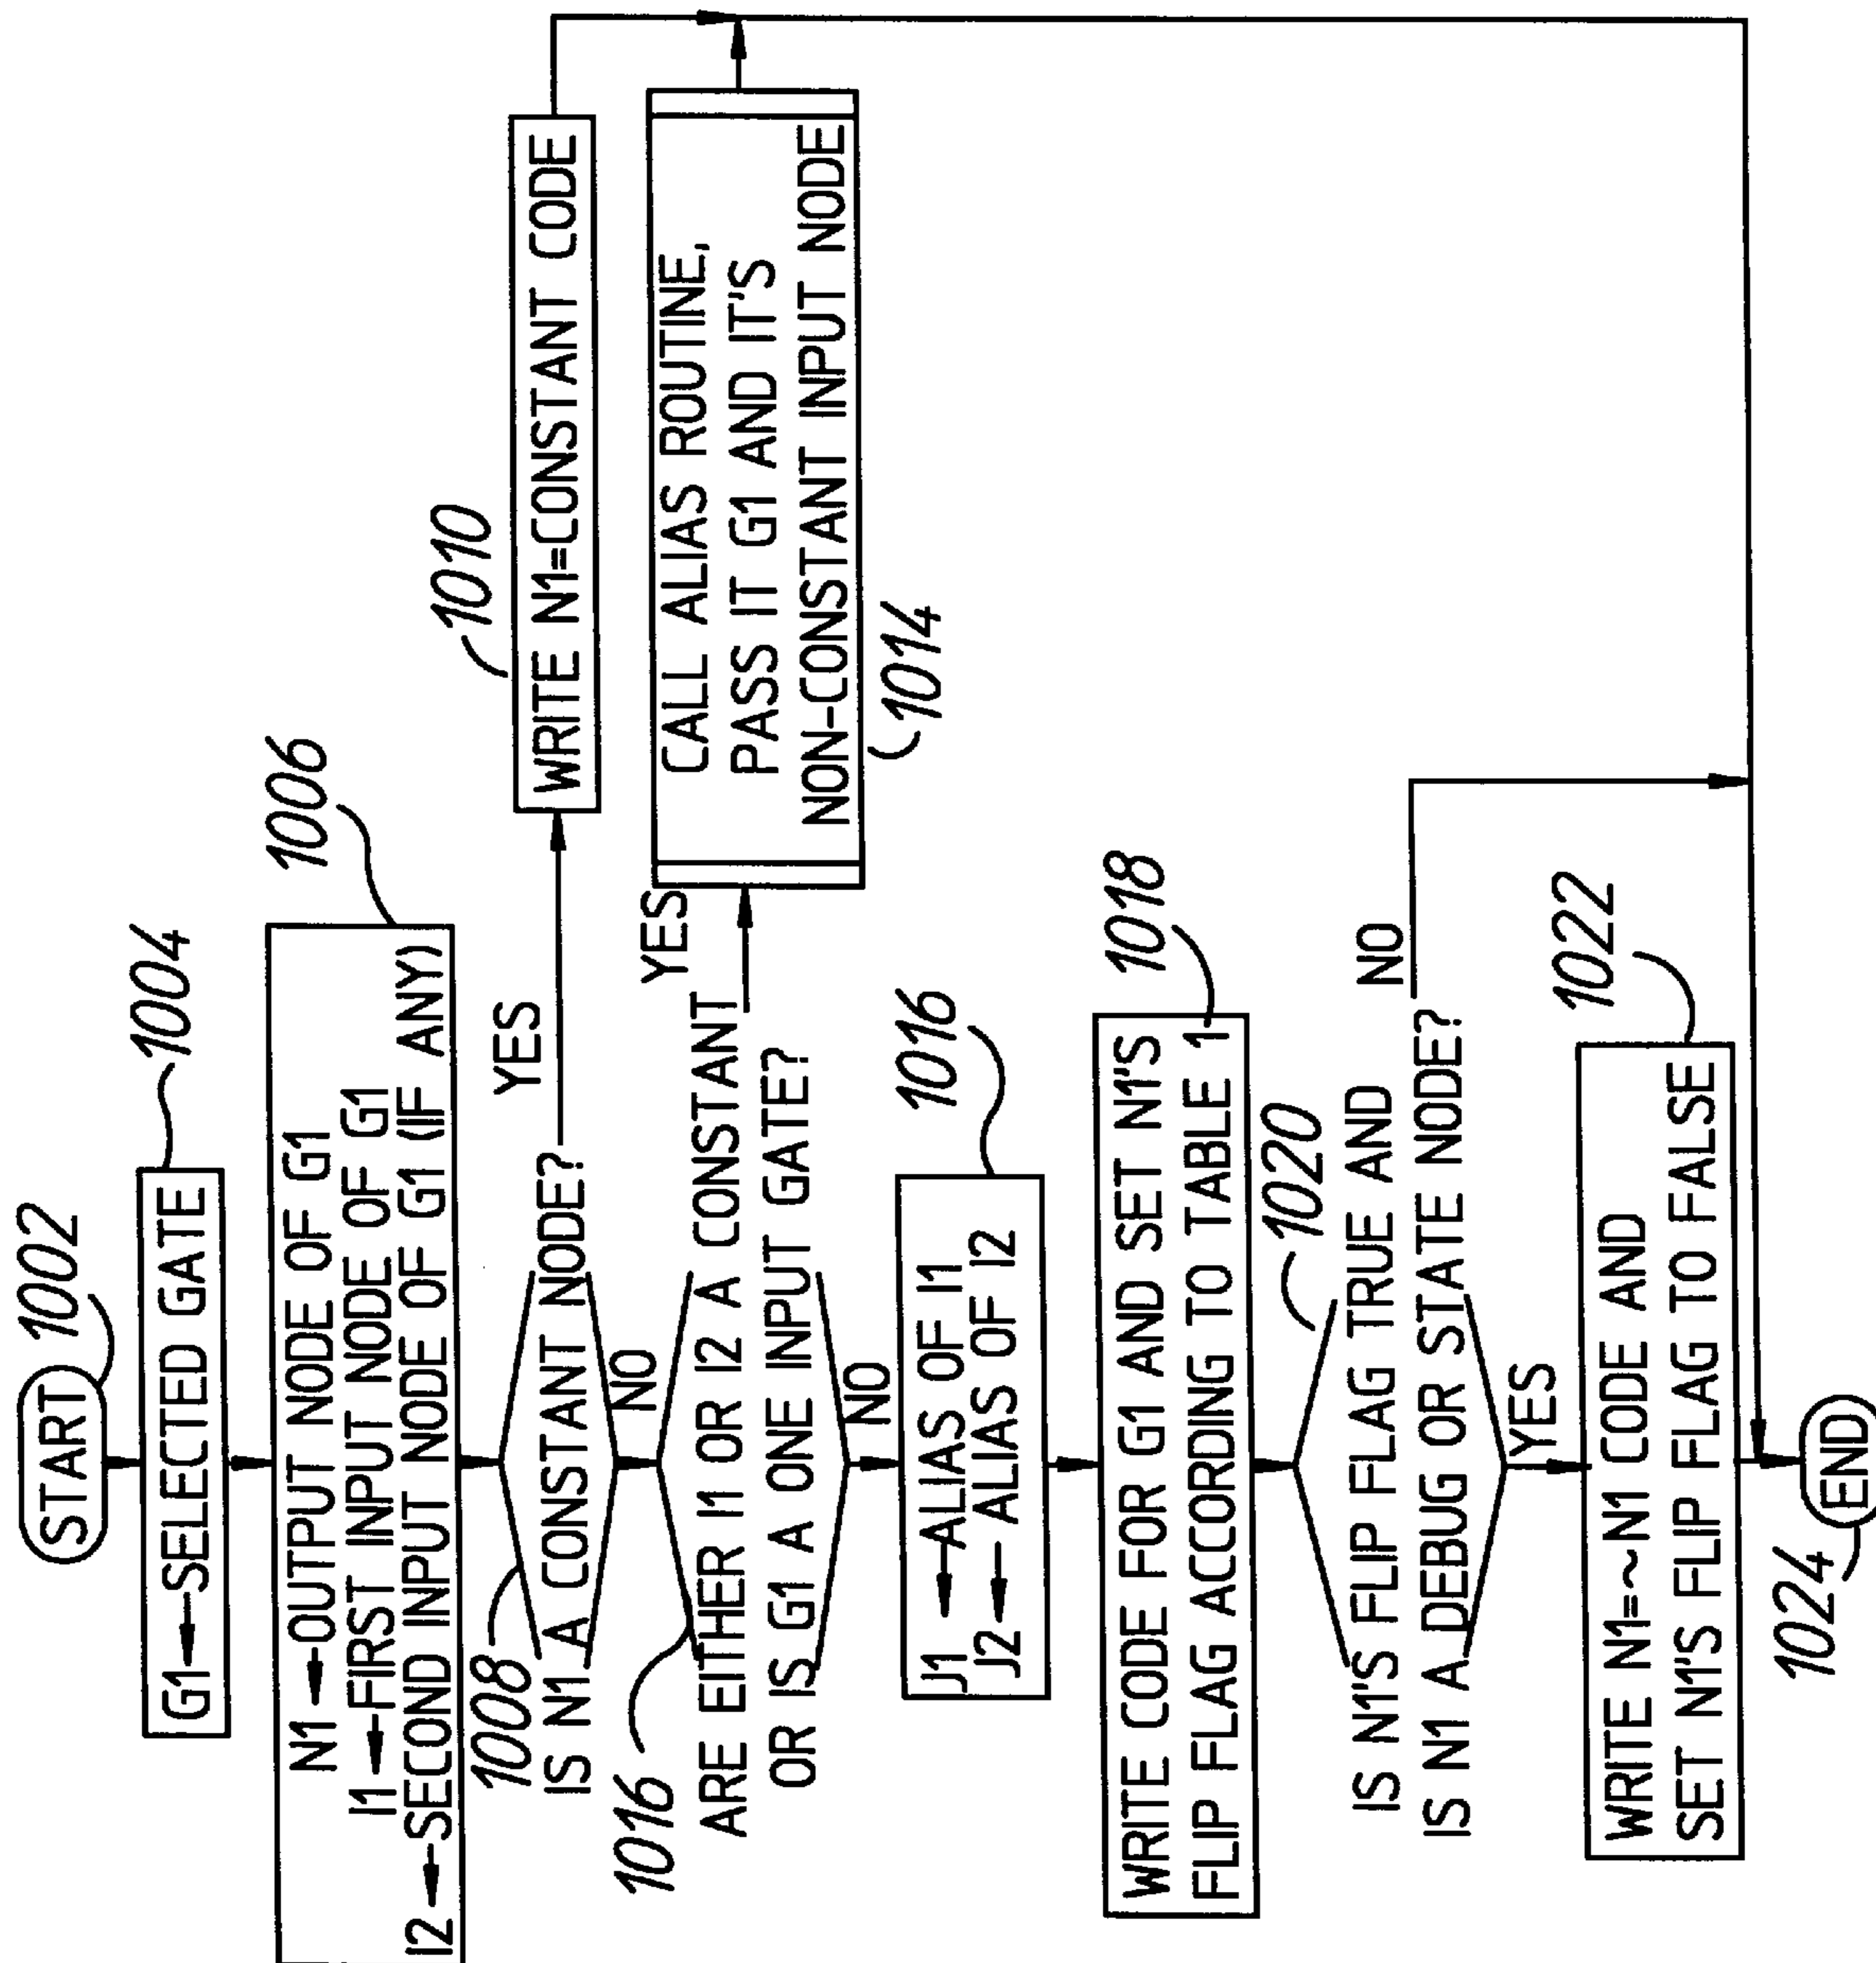 START
1002
G1←SELECTED GATE
1004
N1←OUTPUT NODE OF G1
I1←FIRST INPUT NODE OF G1
I2←SECOND INPUT NODE OF G1 (IF ANY)
1006
1008
IS N1 A CONSTANT NODE?
YES
WRITE N1=CONSTANT CODE
1010
NO
1016
ARE EITHER I1 OR I2 A CONSTANT
OR IS G1 A ONE INPUT GATE?
YES
CALL ALIAS ROUTINE,
PASS IT G1 AND IT'S
NON-CONSTANT INPUT NODE
1014
NO
J1←ALIAS OF I1
J2←ALIAS OF I2
1016
WRITE CODE FOR G1 AND SET N1'S
FLIP FLAG ACCORDING TO TABLE 1
1018
1020
IS N1'S FLIP FLAG TRUE AND
IS N1 A DEBUG OR STATE NODE?
NO
YES
WRITE N1=~N1 CODE AND
SET N1'S FLIP FLAG TO FALSE
1022
END
1024